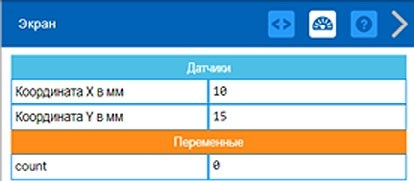 Экран
Датчики
Координата X в мм 10
Координата Y в мм 15
Переменные
count 0